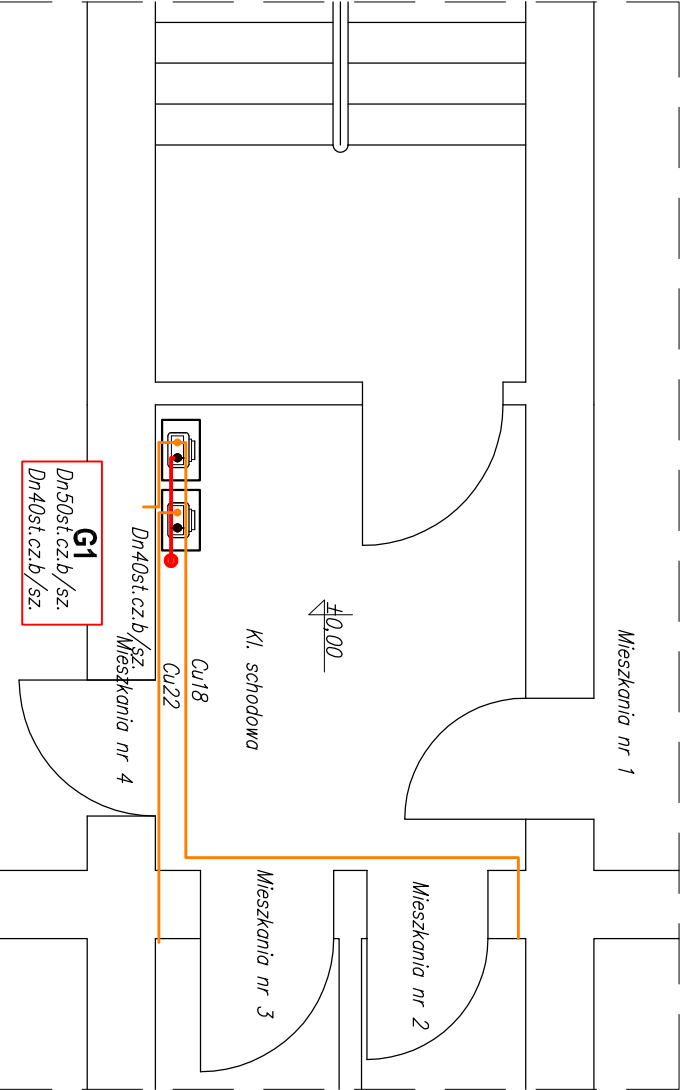 Mieszkania nr 1
±0,00
Kl. schodowa
Cu18
Cu22
Dn40st.cz.b/sz.
Mieszkania nr 4
G1
Dn50st.cz.b/sz.
Dn40st.cz.b/sz.
Mieszkania nr 2
Mieszkania nr 3